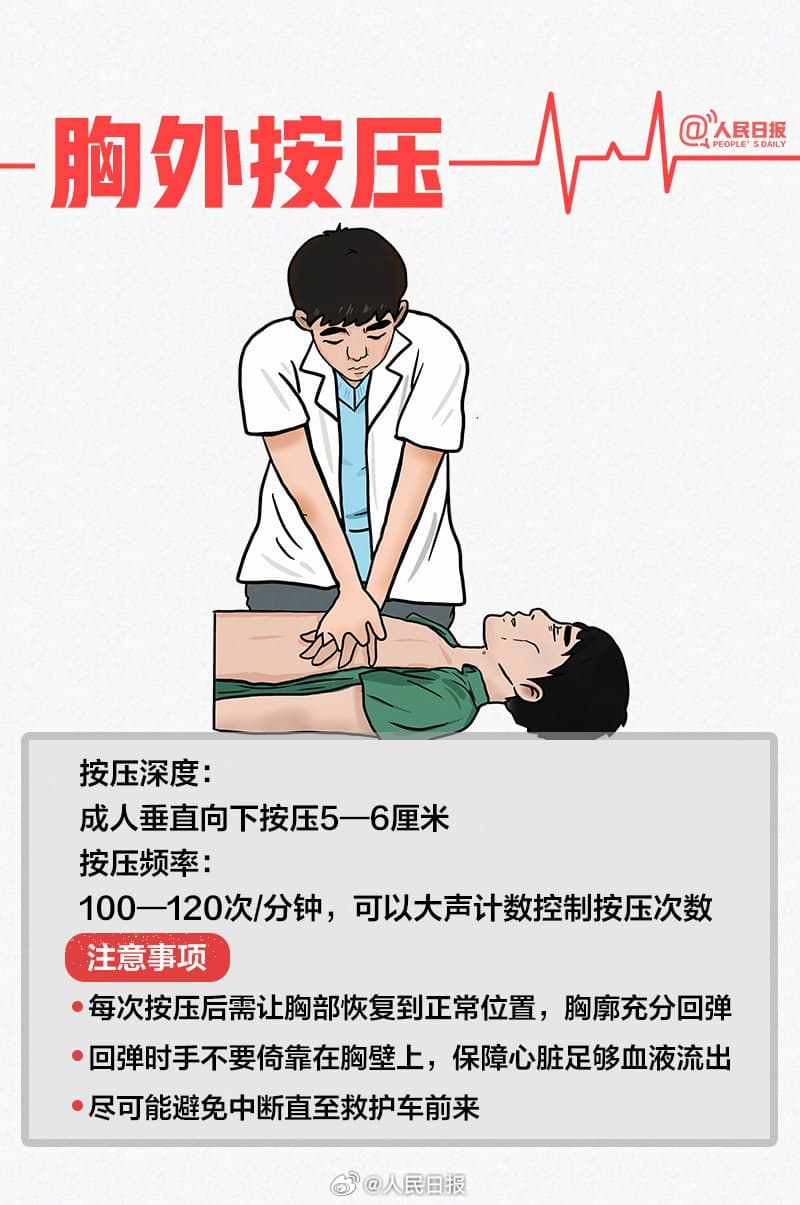 胸外按压
@人民日报
PEOPLE'S DAILY
按压深度：
成人垂直向下按压5—6厘米
按压频率：
100—120次/分钟，可以大声计数控制按压次数
注意事项
•每次按压后需让胸部恢复到正常位置，胸廓充分回弹
•回弹时手不要倚靠在胸壁上，保障心脏足够血液流出
•尽可能避免中断直至救护车前来
@人民日报